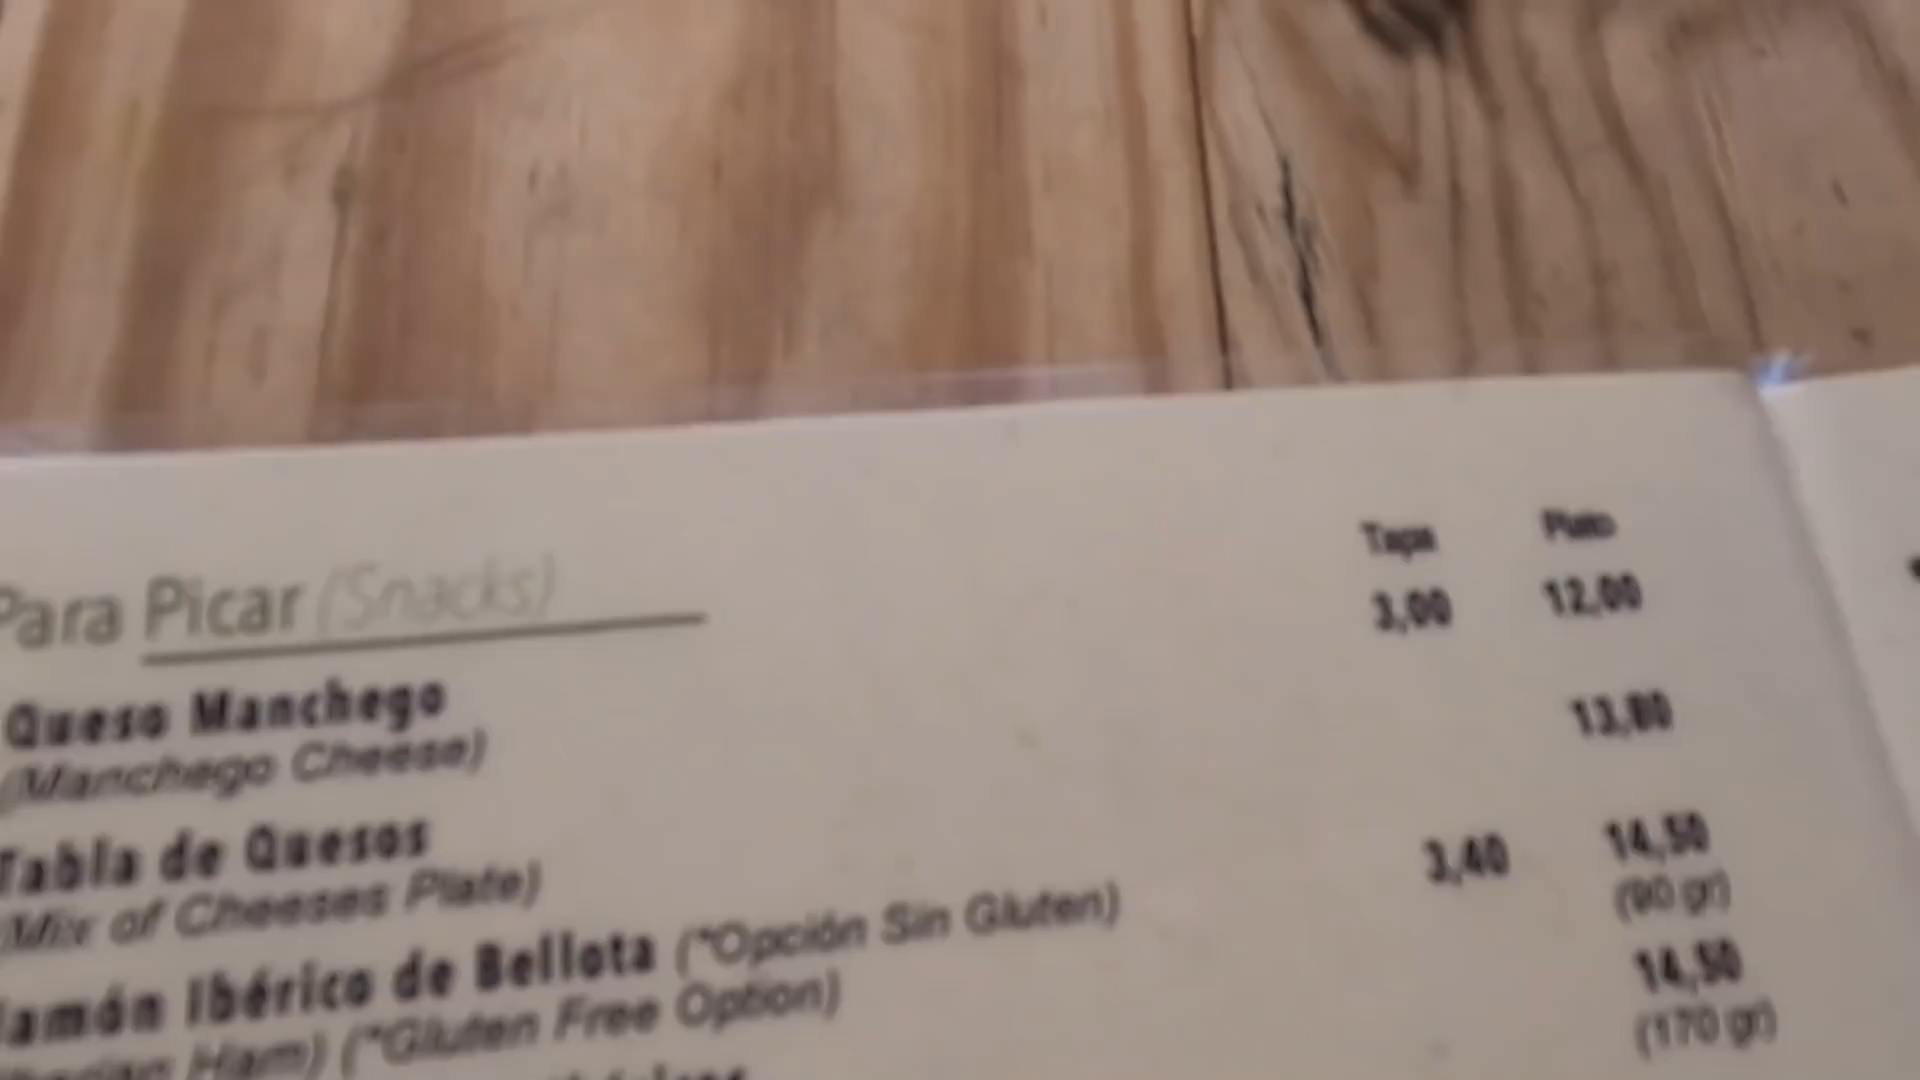 Tapa Plato
Para Picar (Snacks) 3,00 12,00
Queso Manchego
(Manchego Cheese) 13,80
Tabla de Quesos
(Mix of Cheeses Plate) 3,40 14,50
(90 gr)
Jamón Ibérico de Bellota (*Opción Sin Gluten)
14,50
Ham) (*Gluten Free Option)
(170 gr)